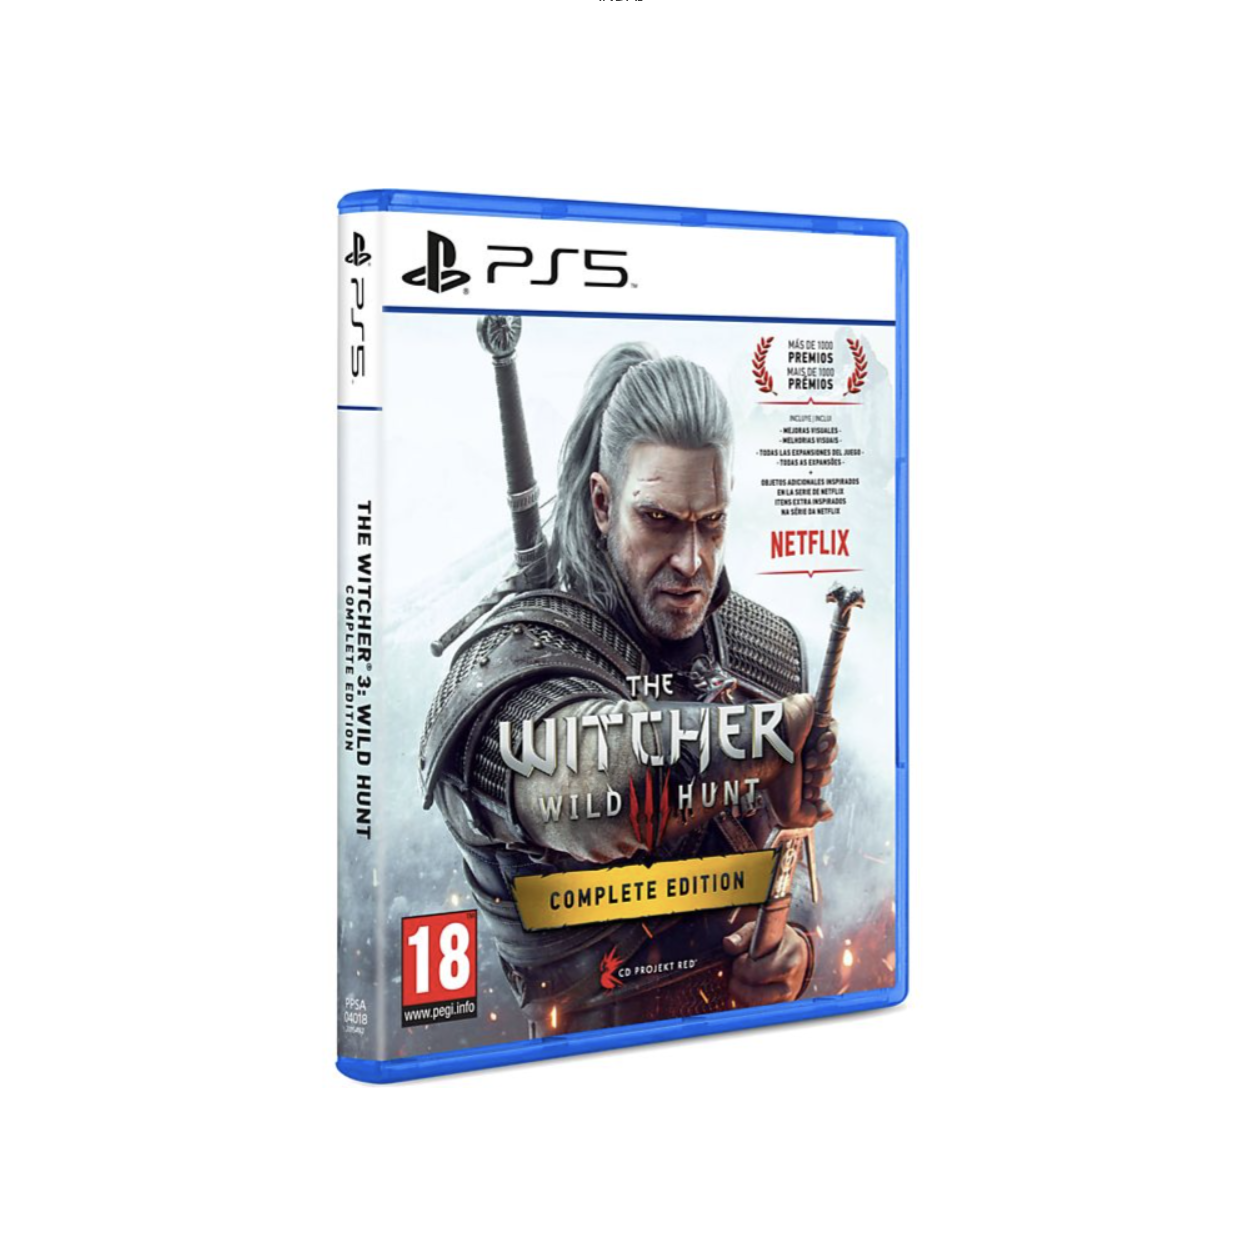 PS5
PS5
THE WITCHER® 3: WILD HUNT
COMPLETE EDITION
PPSA
04018
MÁS DE 1000
PREMIOS
MAIS DE 1000
PRÉMIOS
INCLUYE | INCLUI
- MEJORAS VISUALES -
- MELHORIAS VISUAIS -
- TODAS LAS EXPANSIONES DEL JUEGO -
- TODAS AS EXPANSÕES -
+
OBJETOS ADICIONALES INSPIRADOS
EN LA SERIE DE NETFLIX
ITENS EXTRA INSPIRADOS
NA SÉRIE DA NETFLIX
NETFLIX
THE
WITCHER
WILD III HUNT
COMPLETE EDITION
CD PROJEKT RED®
18
www.pegi.info